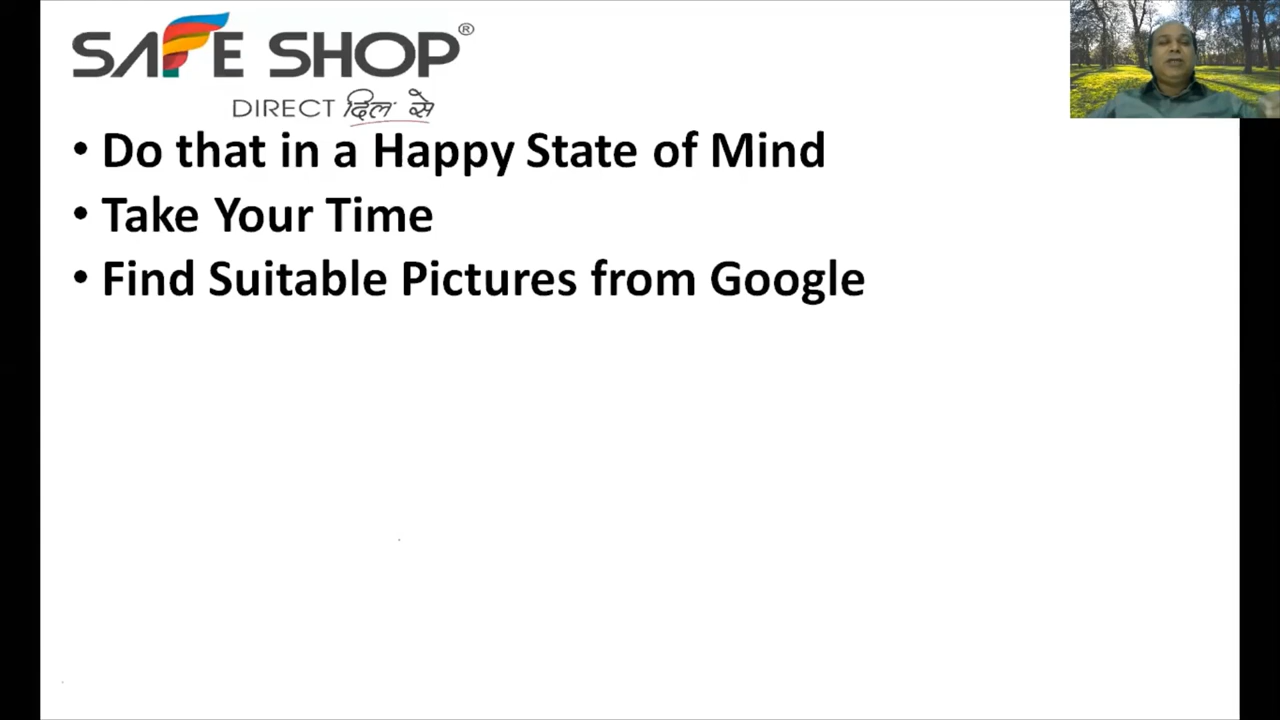 SAFE SHOP®
DIRECT दिल से
• Do that in a Happy State of Mind
• Take Your Time
• Find Suitable Pictures from Google